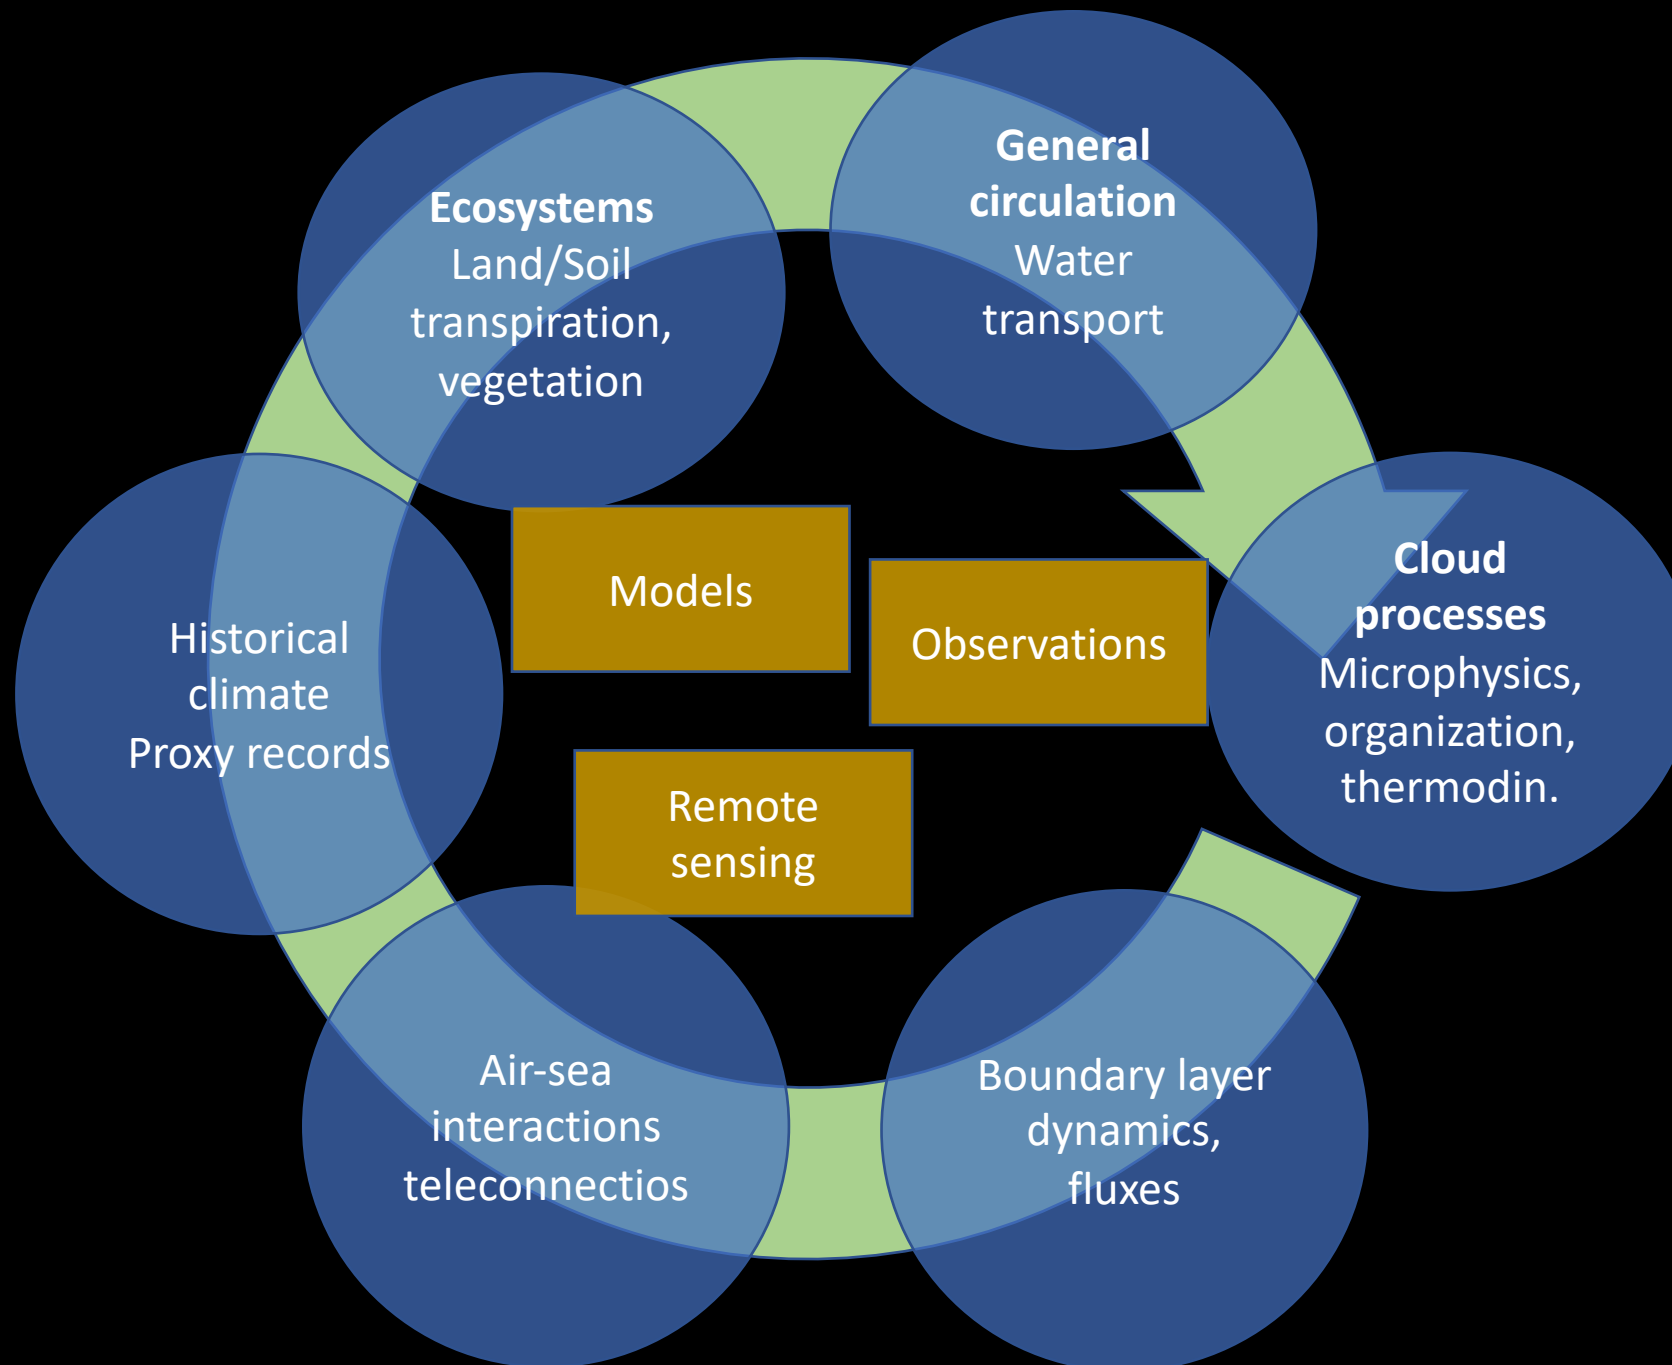 General
circulation
Water
transport
Ecosystems
Land/Soil
transpiration,
vegetation
Models
Observations
Cloud
processes
Microphysics,
organization,
thermodin.
Historical
climate
Proxy records
Remote
sensing
Air-sea
interactions
teleconnectios
Boundary layer
dynamics,
fluxes